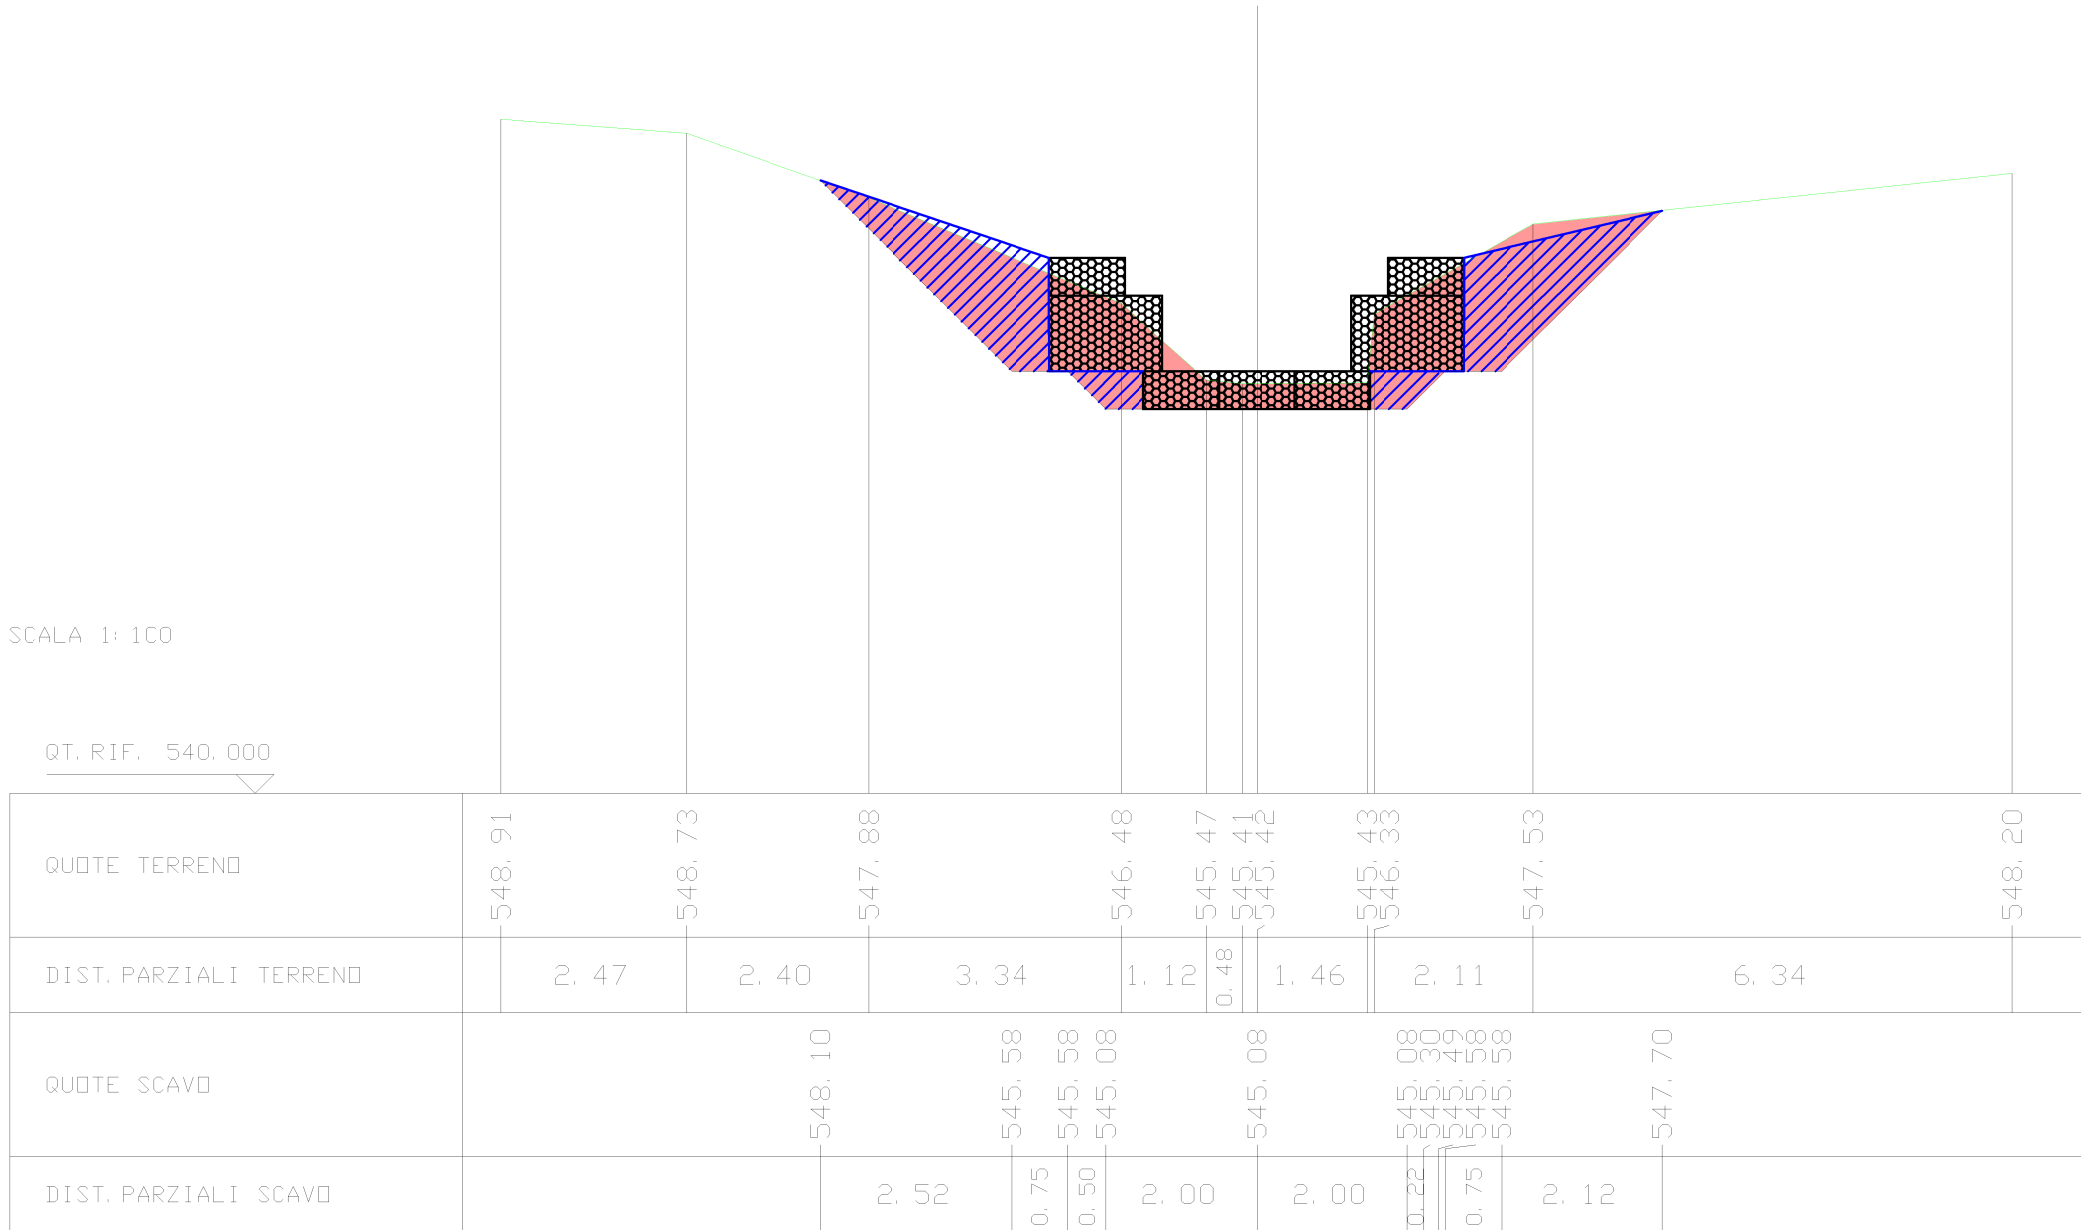 SCALA 1: 1C0
QT. RIF. 540. 000
QUOTE TERRENO 548. 91 548. 73 547. 88 546. 48 545. 47 545. 41 545. 42 545. 43 546. 33 547. 53 548. 20
DIST. PARZIALI TERRENO 2. 47 2. 40 3. 34 1. 12 0. 48 1. 46 2. 11 6. 34
QUOTE SCAVO 548. 10 545. 58 545. 58 545. 08 545. 08 545. 08 545. 30 545. 49 545. 58 545. 58 547. 70
DIST. PARZIALI SCAVO 2. 52 0. 75 0. 50 2. 00 2. 00 0. 22 0. 75 2. 12